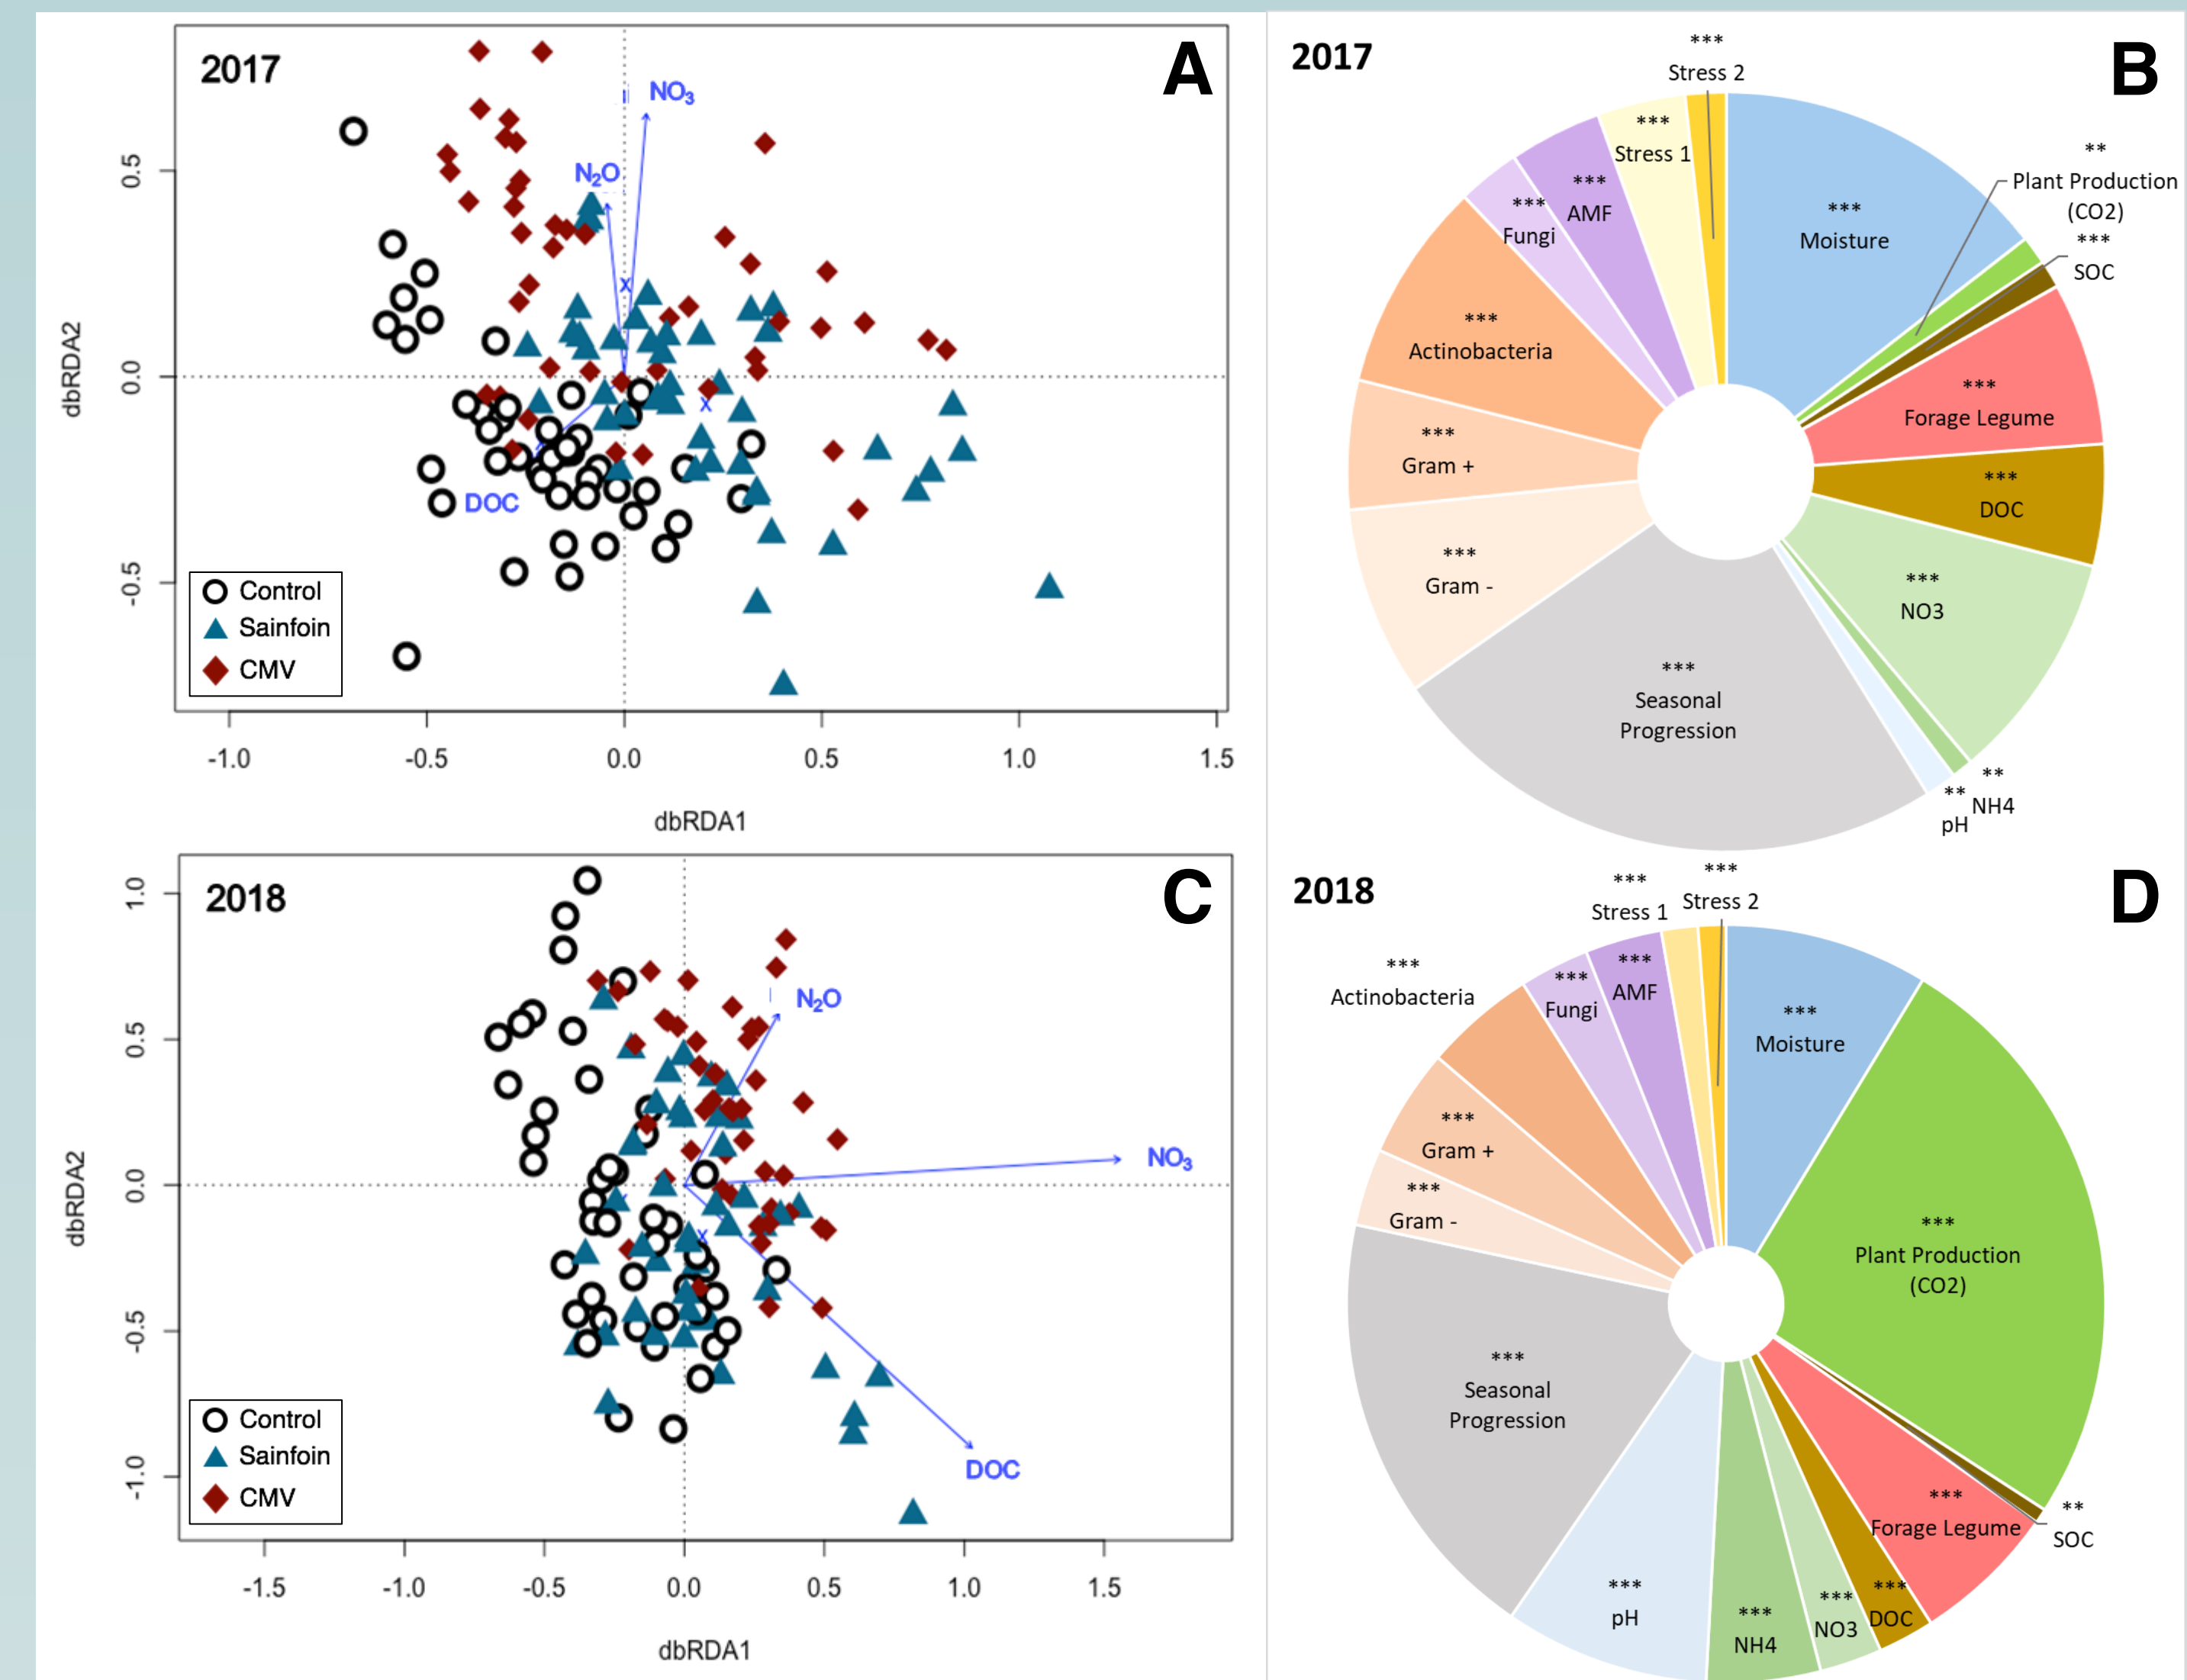 2017
A
NO3
N2O
X
X
X
DOC
Control
Sainfoin
CMV
0.5
0.0
-0.5
dbRDA2
-1.0
-0.5
0.0
0.5
1.0
1.5
dbRDA1
2017
B
***
Stress 2
***
Stress 1
***
AMF
***
Fungi
***
Actinobacteria
***
Gram +
***
Gram -
***
Seasonal
Progression
***
Moisture
**
Plant Production
(CO2)
***
SOC
***
Forage Legume
***
DOC
***
NO3
**
NH4
**
pH
2018
C
N2O
NO3
X
X
DOC
Control
Sainfoin
CMV
1.0
0.5
0.0
-0.5
-1.0
dbRDA2
-1.5
-1.0
-0.5
0.0
0.5
1.0
1.5
dbRDA1
2018
D
***
Stress 1
***
Stress 2
***
Actinobacteria
***
Fungi
***
AMF
***
Moisture
***
Gram +
***
Gram -
***
Plant Production
(CO2)
***
Seasonal
Progression
***
Forage Legume
**
SOC
***
DOC
***
NO3
***
NH4
***
pH